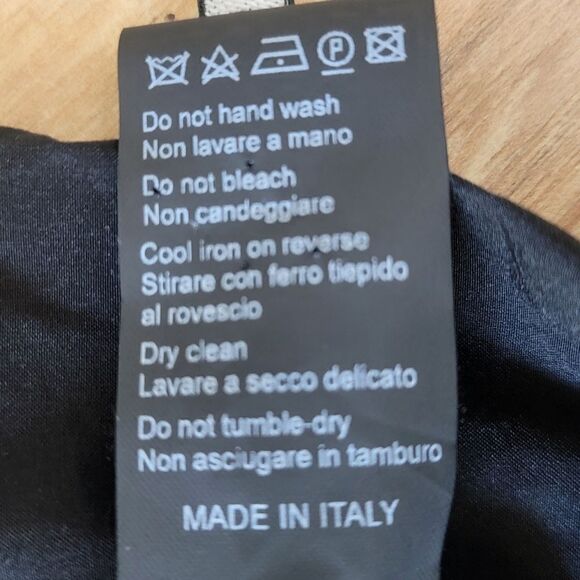 P
Do not hand wash
Non lavare a mano
Do not bleach
Non candeggiare
Cool iron on reverse
Stirare con ferro tiepido
al rovescio
Dry clean
Lavare a secco delicato
Do not tumble-dry
Non asciugare in tamburo
MADE IN ITALY